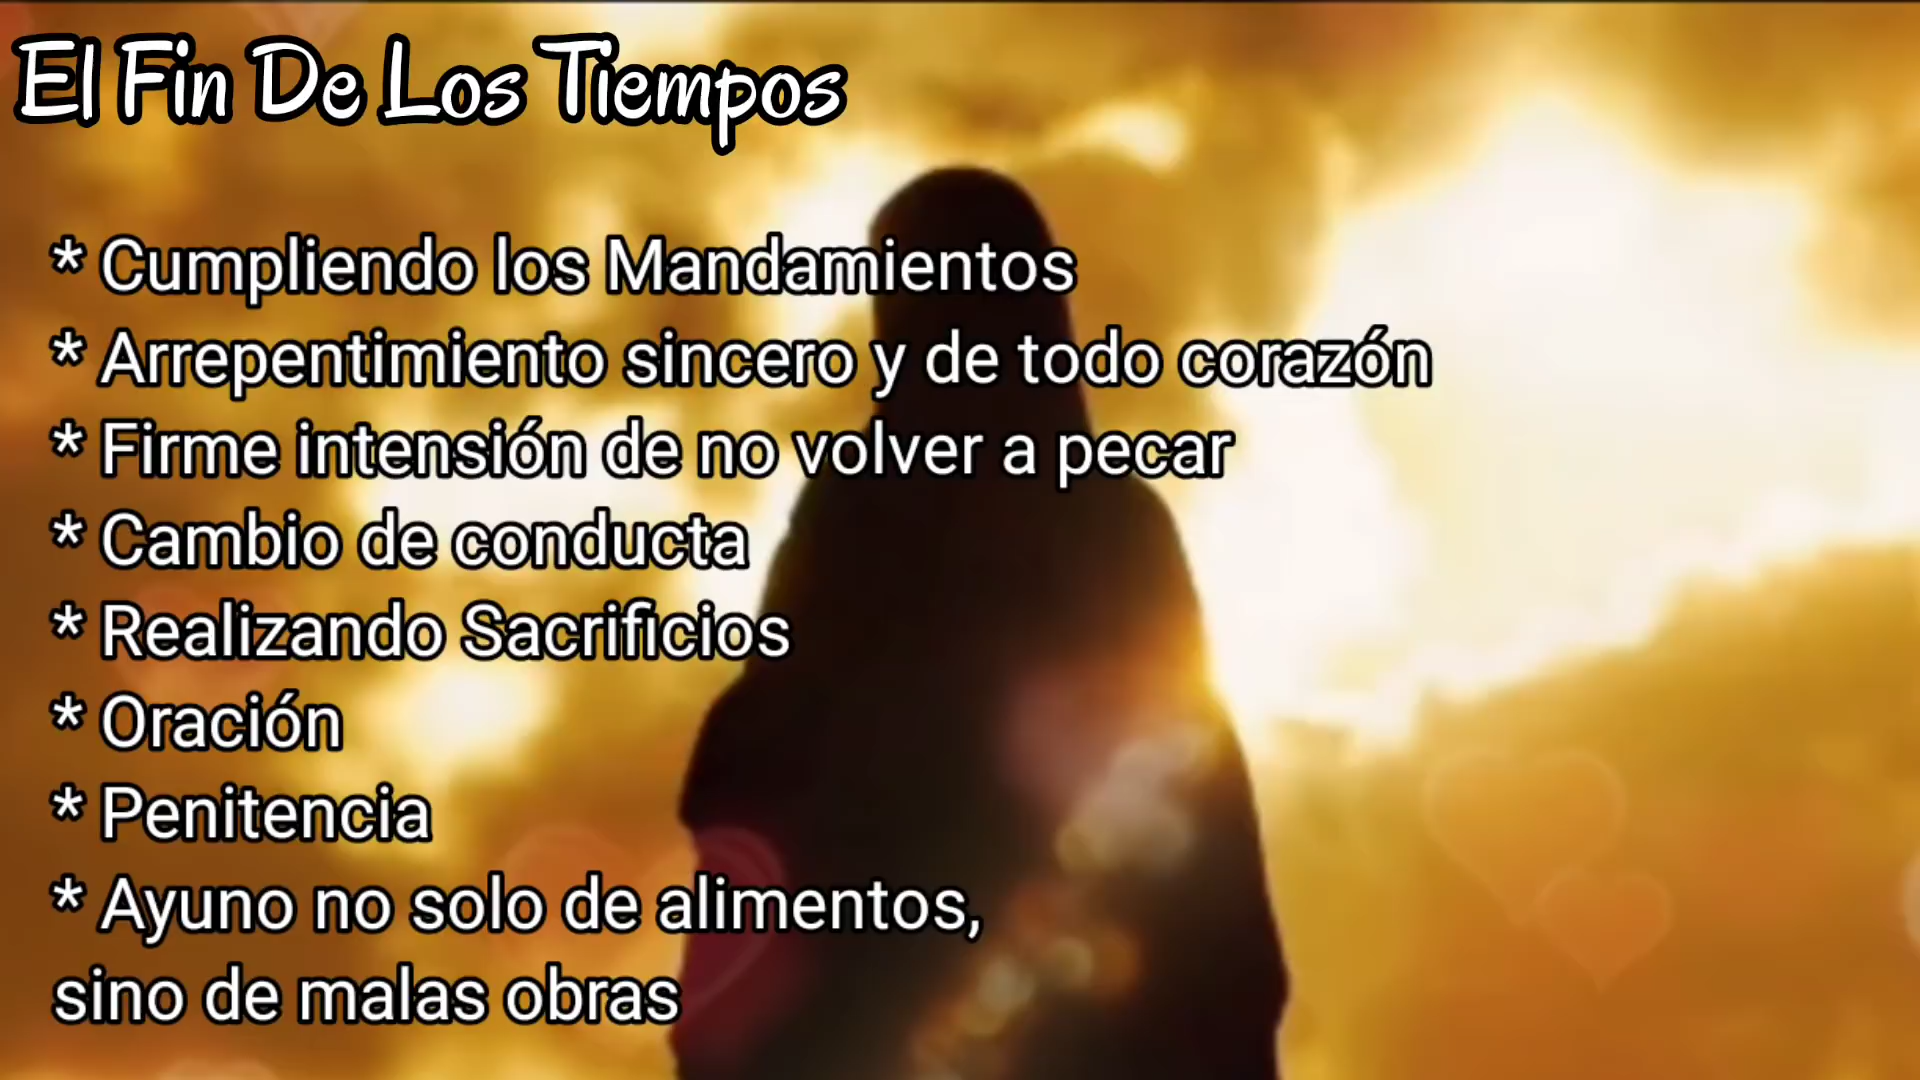 El Fin De Los Tiempos
* Cumpliendo los Mandamientos
* Arrepentimiento sincero y de todo corazón
* Firme intensión de no volver a pecar
* Cambio de conducta
* Realizando Sacrificios
* Oración
* Penitencia
* Ayuno no solo de alimentos,
sino de malas obras